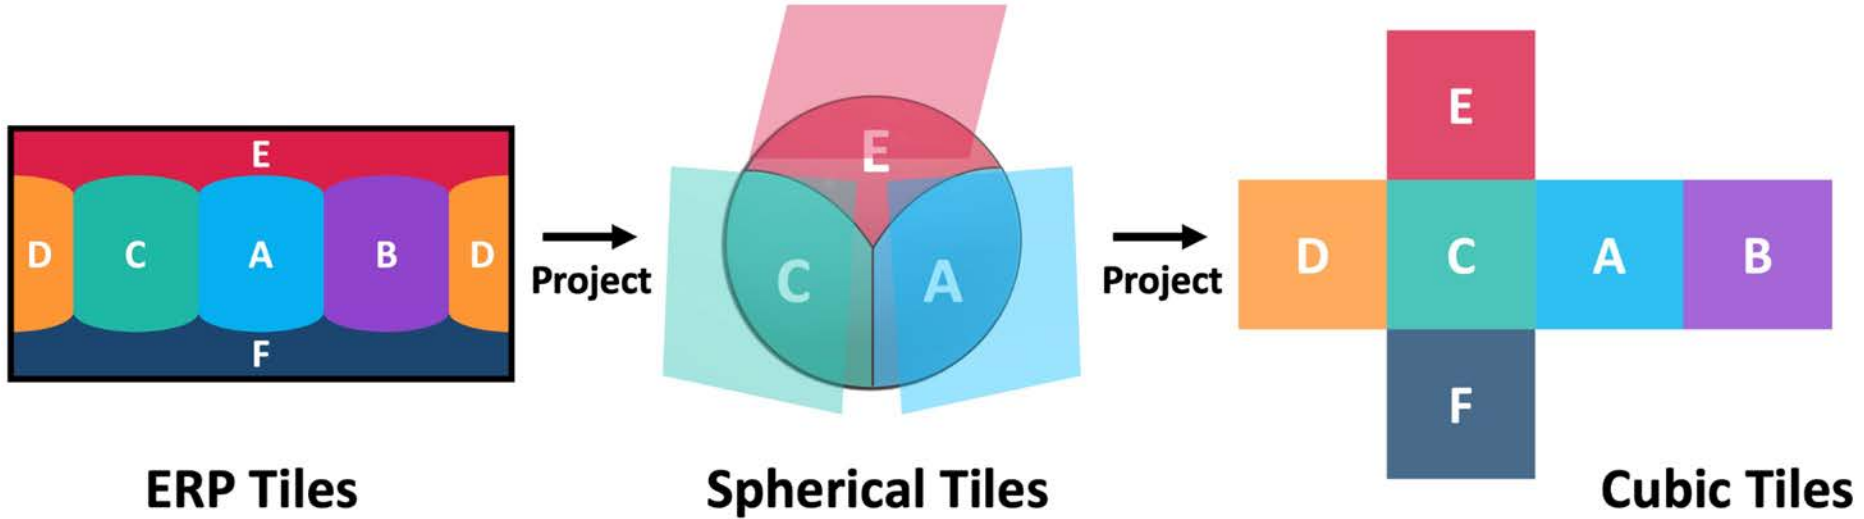 E
D
C
A
B
D
F
ERP Tiles
Project
E
C
A
Spherical Tiles
Project
E
D
C
A
B
F
Cubic Tiles